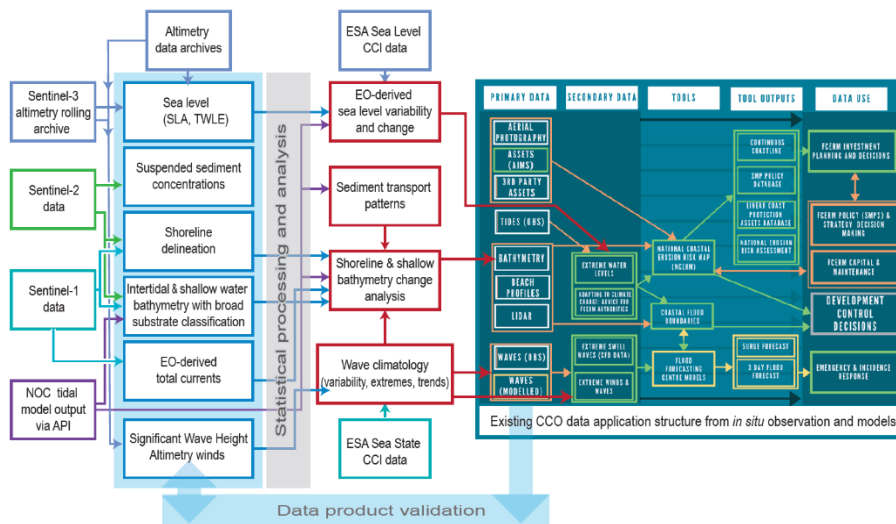 Altimetry
data archives
ESA Sea Level
CCI data
Sentinel-3
altimetry rolling
archive
Sea level
(SLA, TWLE)
EO-derived
sea level variability
and change
Sentinel-2
data
Suspended sediment
concentrations
Sediment transport
patterns
Shoreline
delineation
Shoreline & shallow
bathymetry change
analysis
Sentinel-1
data
Intertidal & shallow water
bathymetry with broad
substrate classification
EO-derived
total currents
Wave climatology
(variability, extremes, trends)
NOC tidal
model output
via API
Significant Wave Height
Altimetry winds
ESA Sea State
CCI data
Statistical processing and analysis
Data product validation
PRIMARY DATA
SECONDARY DATA
TOOLS
TOOL OUTPUTS
DATA USE
AERIAL
PHOTOGRAPHY
ASSETS
(AIMS)
3RD PARTY
ASSETS
TIDES (OBS)
BATHYMETRY
BEACH PROFILES
LIDAR
WAVES (OBS)
WAVES
(MODELLED)
EXTREME WATER
LEVELS
ADAPTING TO CLIMATE
CHANGE: ADVICE FOR
FCERM AUTHORITIES
EXTREME SWELL
WAVES (CFB DATA)
EXTREME WINDS &
WAVES
NATIONAL COASTAL
EROSION RISK MAP
(NCERM)
COASTAL FLOOD
BOUNDARIES
FLOOD
FORECASTING
CENTRE MODELS
CONTINUOUS
COASTLINE
SMP POLICY
DATABASE
LINEAR COAST
PROTECTION
ASSETS DATABASE
NATIONAL EROSION
RISK ASSESSMENT
SURGE FORECAST
3 DAY FLOOD
FORECAST
FCERM INVESTMENT
PLANNING AND DECISIONS
FCERM POLICY (SMPS) &
STRATEGY DECISION
MAKING
FCERM CAPITAL &
MAINTENANCE
DEVELOPMENT
CONTROL
DECISIONS
EMERGENCY & INCIDENCE
RESPONSE
Existing CCO data application structure from in situ observation and models